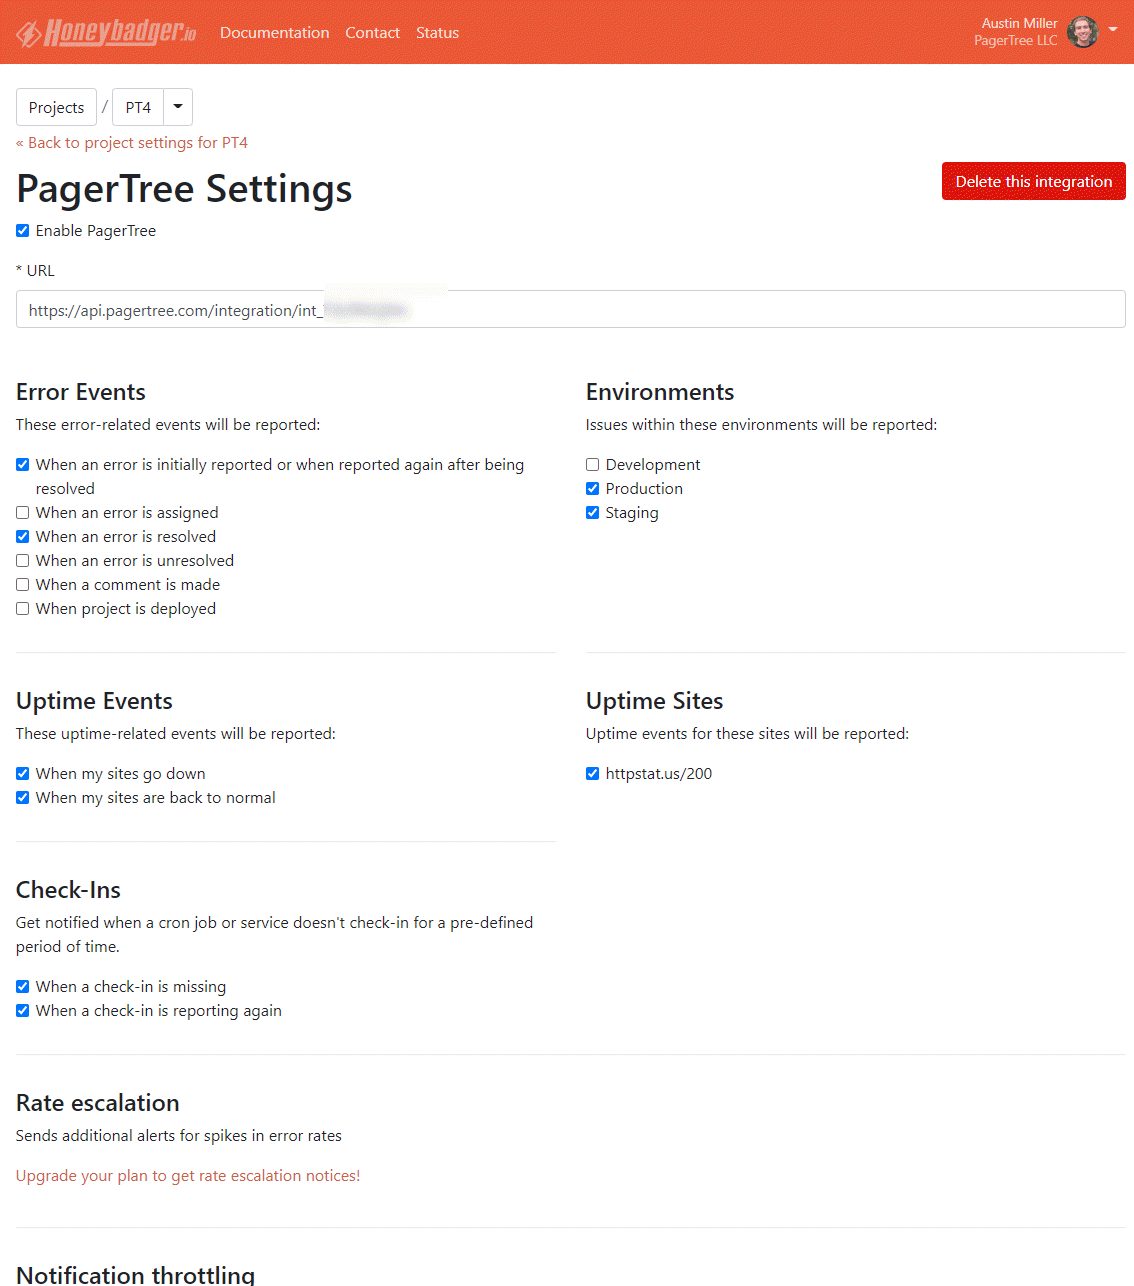 Honeybadger.io Documentation Contact Status
Austin Miller
PagerTree LLC
Projects / PT4
« Back to project settings for PT4
PagerTree Settings
Delete this integration
Enable PagerTree
* URL
https://api.pagertree.com/integration/int_
Error Events
These error-related events will be reported:
When an error is initially reported or when reported again after being
resolved
When an error is assigned
When an error is resolved
When an error is unresolved
When a comment is made
When project is deployed
Environments
Issues within these environments will be reported:
Development
Production
Staging
Uptime Events
These uptime-related events will be reported:
When my sites go down
When my sites are back to normal
Uptime Sites
Uptime events for these sites will be reported:
httpstat.us/200
Check-Ins
Get notified when a cron job or service doesn't check-in for a pre-defined
period of time.
When a check-in is missing
When a check-in is reporting again
Rate escalation
Sends additional alerts for spikes in error rates
Upgrade your plan to get rate escalation notices!
Notification throttling